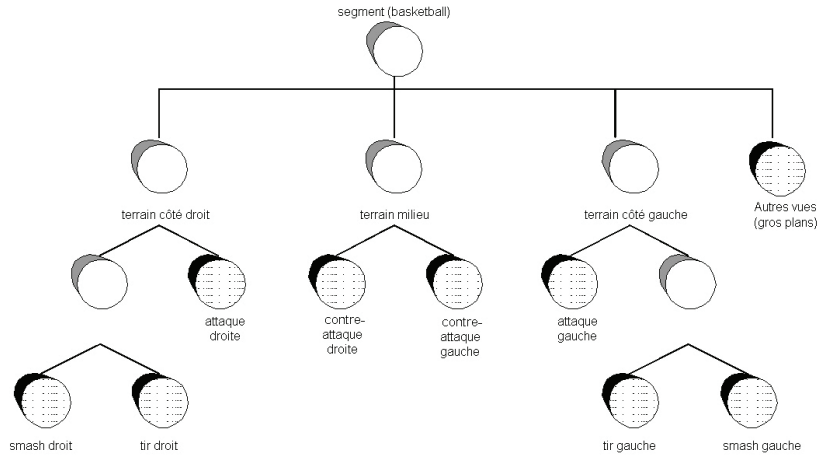 segment (basketball)
terrain côté droit
terrain milieu
terrain côté gauche
Autres vues
(gros plans)
attaque
droite
contre-
attaque
droite
contre-
attaque
gauche
attaque
gauche
smash droit
tir droit
tir gauche
smash gauche